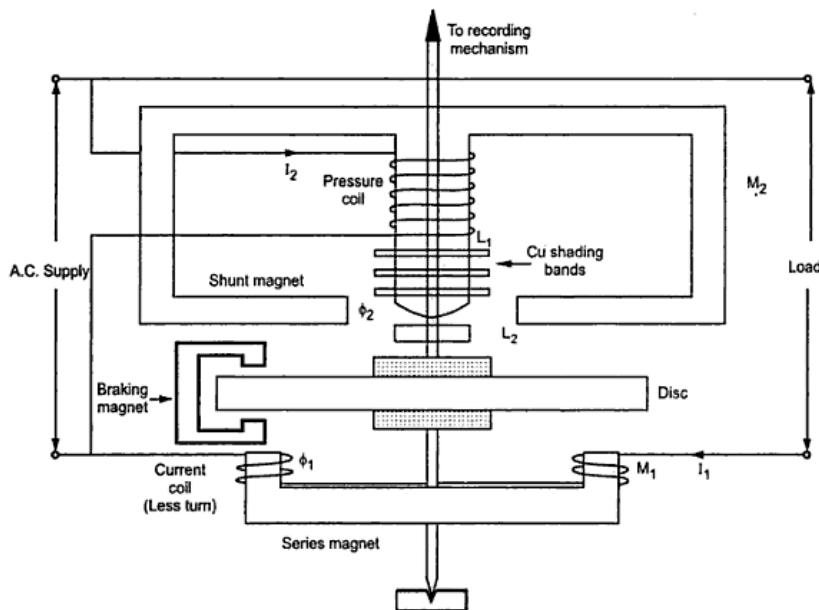 To recording
mechanism
I2
Pressure
coil
M2
L1
Cu shading
bands
A.C. Supply
Load
Shunt magnet
ϕ2
L2
Braking
magnet
Disc
ϕ1
M1
I1
Current
coil
(Less turn)
Series magnet